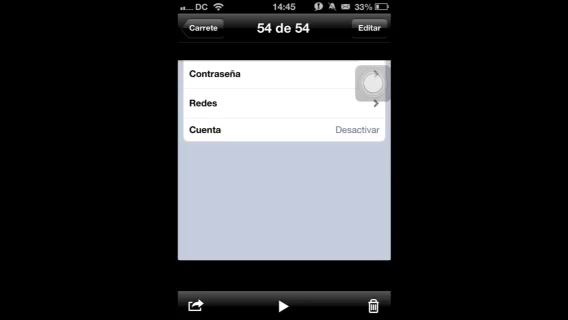 DC 14:45 33%
Carrete 54 de 54 Editar
Contraseña
Redes
Cuenta Desactivar